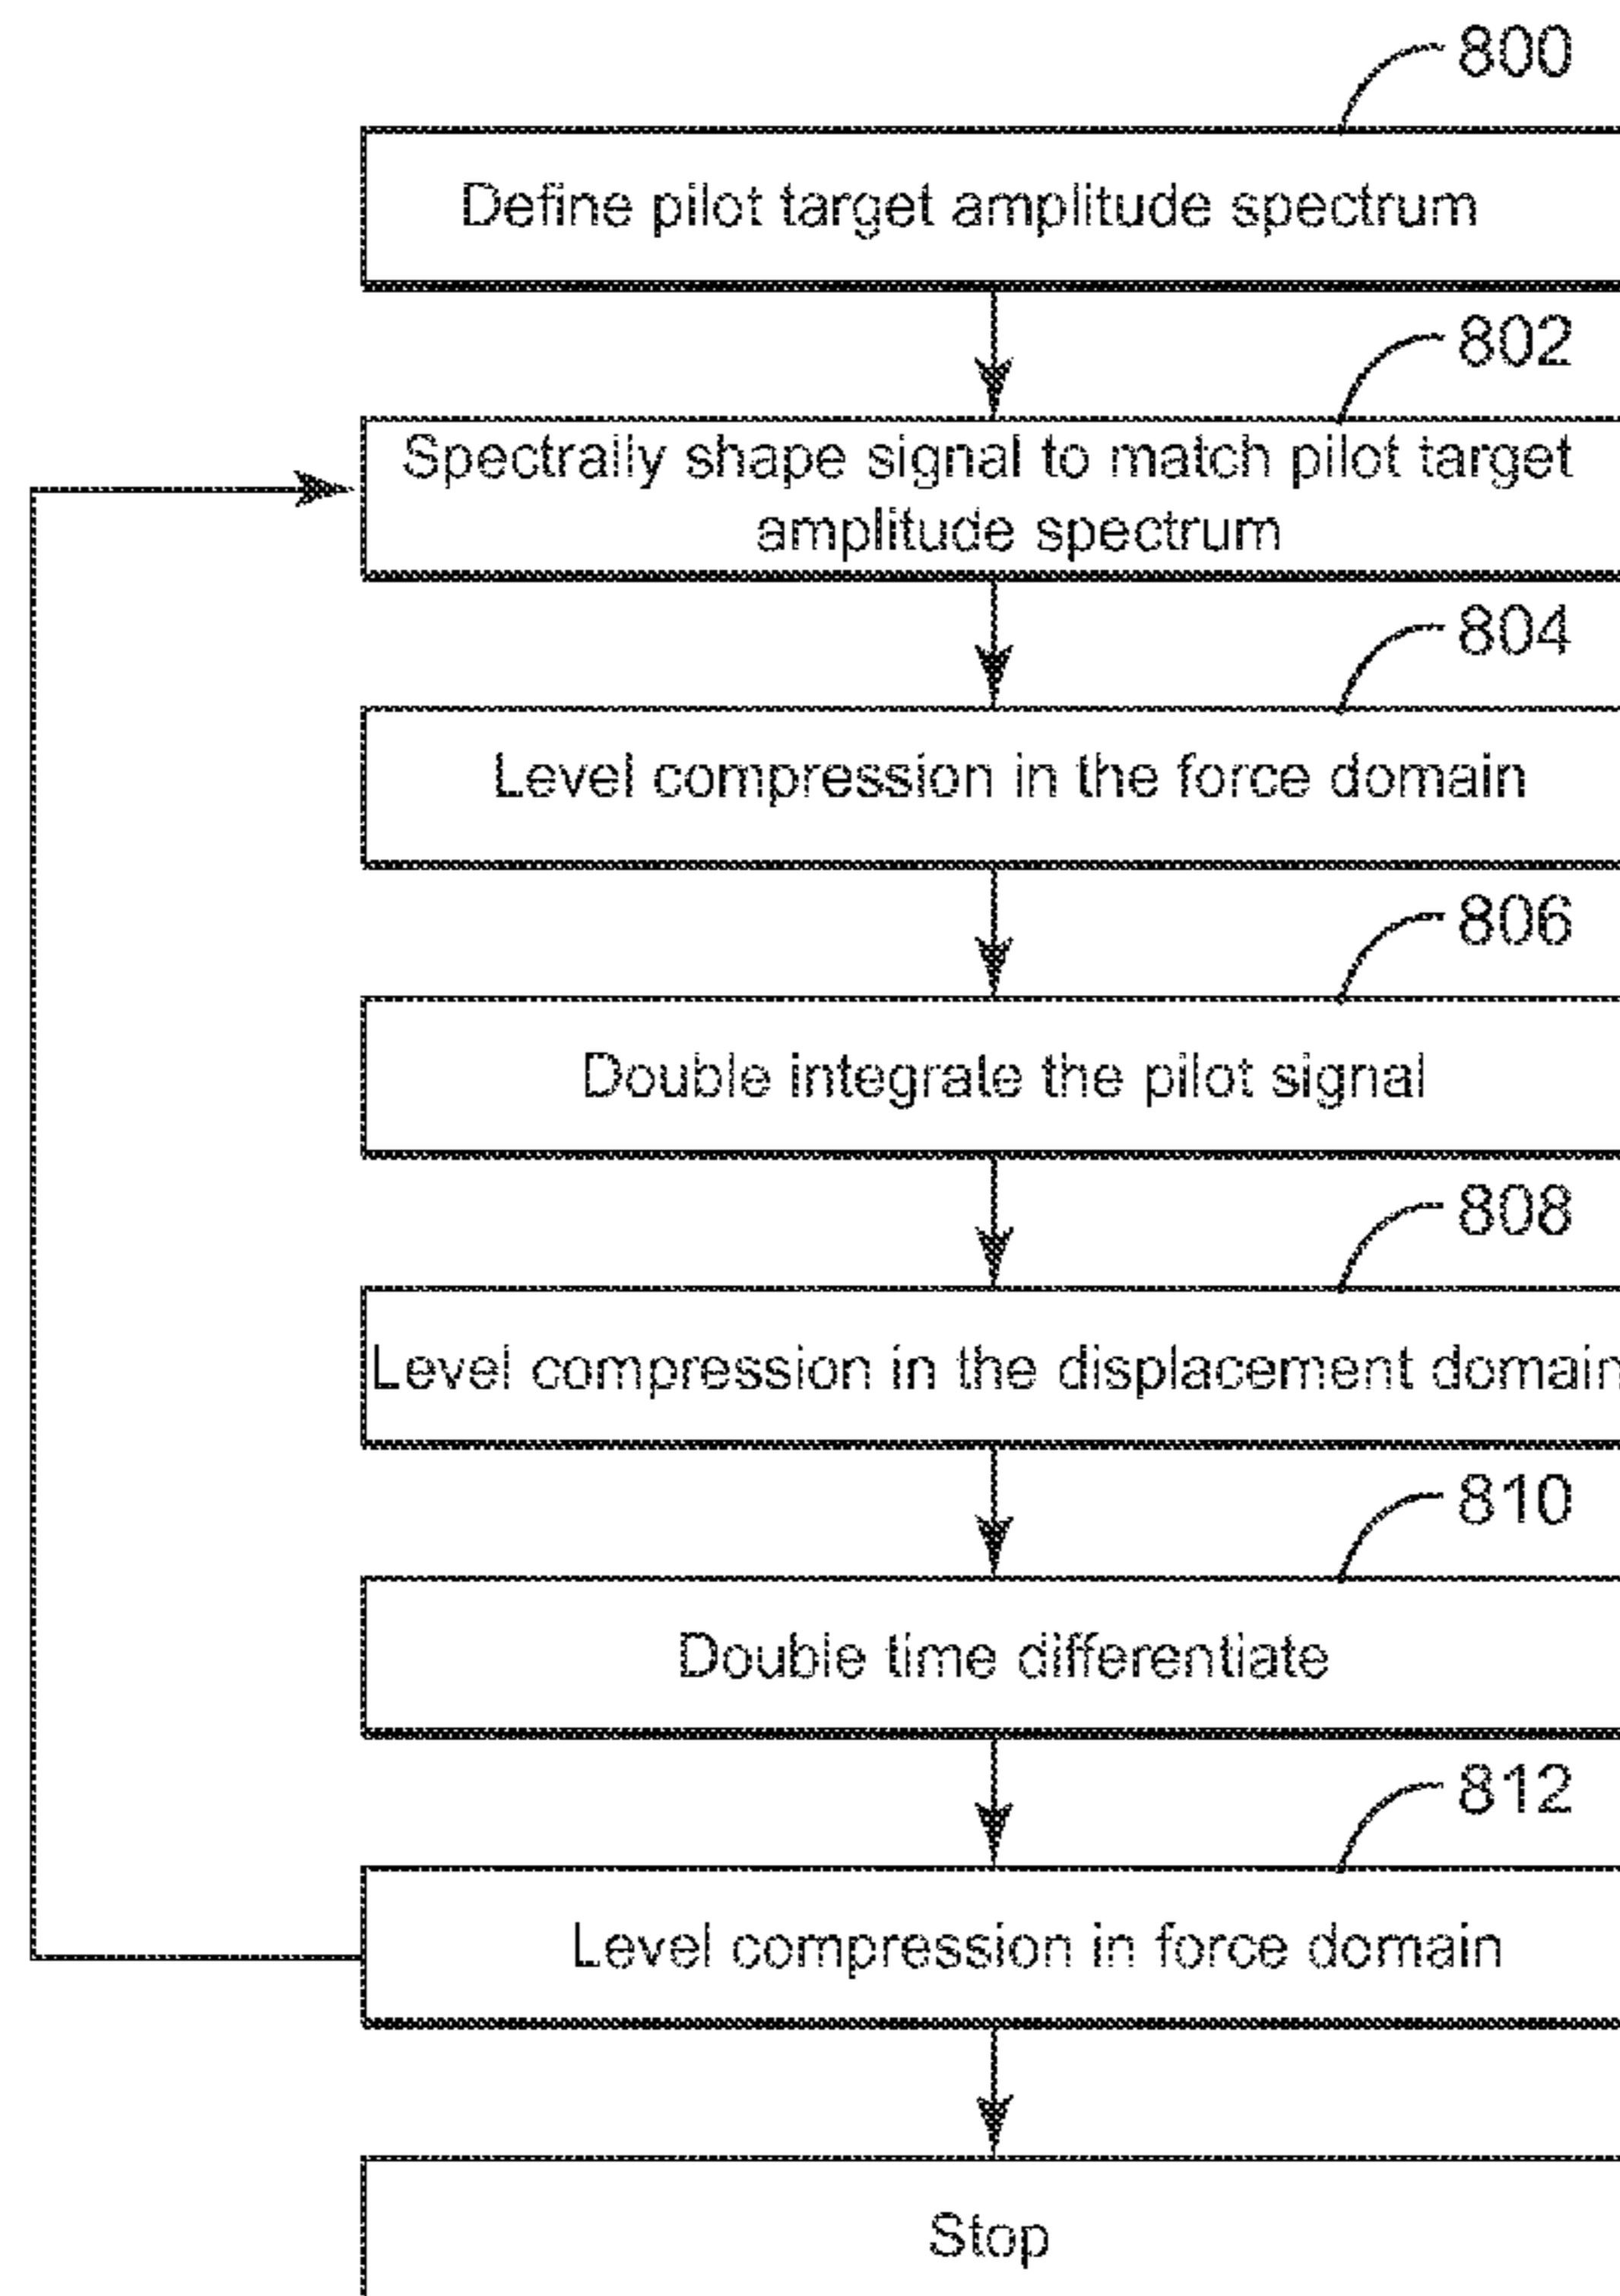 800
Define pilot target amplitude spectrum
802
Spectrally shape signal to match pilot target
amplitude spectrum
804
Level compression in the force domain
806
Double integrate the pilot signal
808
Level compression in the displacement domain
810
Double time differentiate
812
Level compression in force domain
Stop